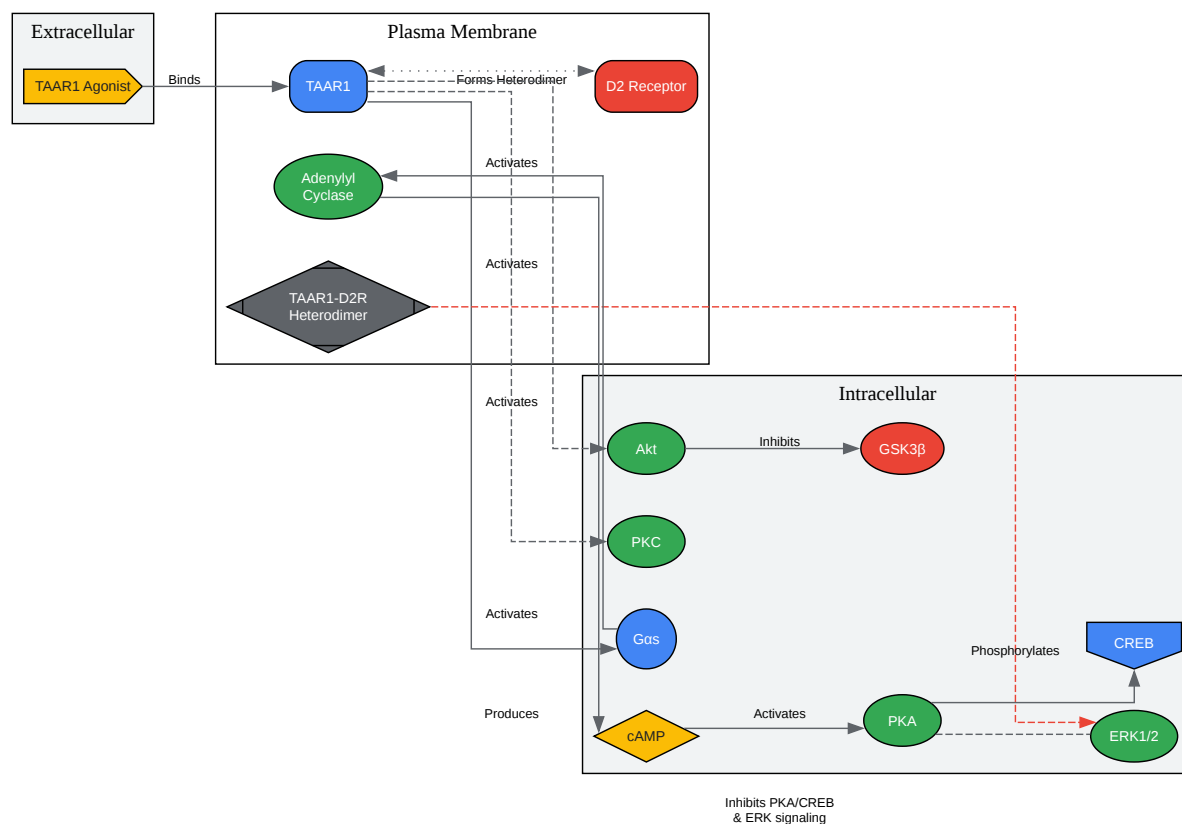 Extracellular
Plasma Membrane
TAAR1 Agonist
Binds
TAAR1
Forms Heterodimer
D2 Receptor
Activates
Adenylyl
Cyclase
Activates
TAAR1-D2R
Heterodimer
Intracellular
Activates
Akt
Inhibits
GSK3β
PKC
Activates
Gαs
Phosphorylates
CREB
Produces
cAMP
Activates
PKA
ERK1/2
Inhibits PKA/CREB
& ERK signaling